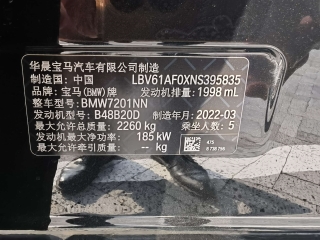 华晨宝马汽车有限公司制造
制造国：中国 LBV61AF0XNS395835
品牌：宝马(BMW)牌 发动机排量：1998 mL
整车型号：BMW7201NN
发动机型号：B48B20D 制造年月：2022-03
最大允许总质量：2260 kg 乘坐人数：5
发动机最大净功率：185 kW
最大允许牵引质量：-- kg